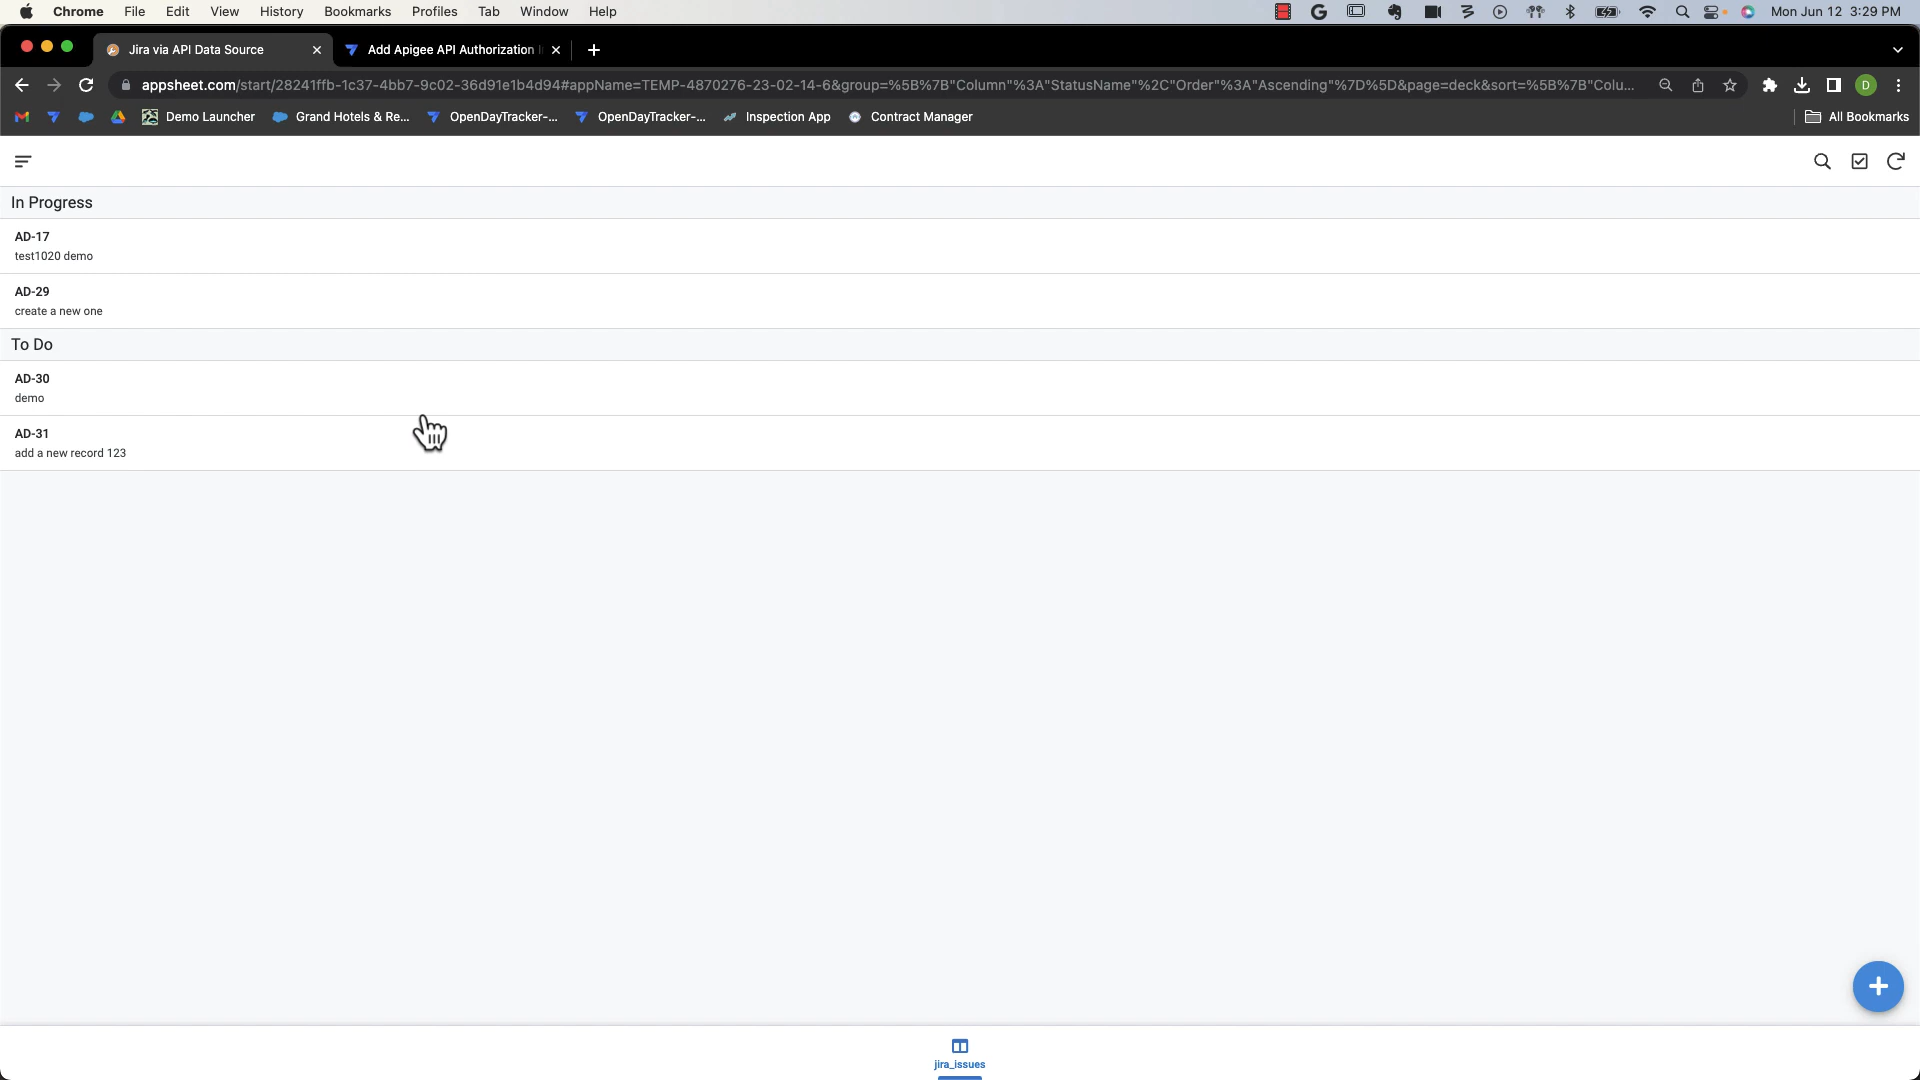 Chrome File Edit View History Bookmarks Profiles Tab Window Help Mon Jun 12 3:29 PM
Jira via API Data Source Add Apigee API Authorization
appsheet.com/start/28241ffb-1c37-4bb7-9c02-36d91e1b4d94#appName=TEMP-4870276-23-02-14-6&group=%5B%7B"Column"%3A"StatusName"%2C"Order"%3A"Ascending"%7D%5D&page=deck&sort=%5B%7B"Colu...
Demo Launcher Grand Hotels & Re... OpenDayTracker-... OpenDayTracker-... Inspection App Contract Manager All Bookmarks
D
In Progress
AD-17
test1020 demo
AD-29
create a new one
To Do
AD-30
demo
AD-31
add a new record 123
jira_issues